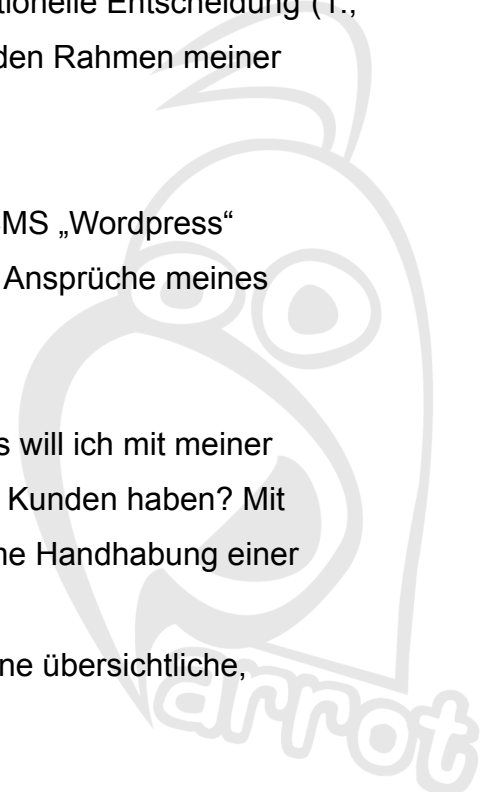 tionelle Entscheidung (1.,
den Rahmen meiner
MS „Wordpress“
Ansprüche meines
s will ich mit meiner
Kunden haben? Mit
ne Handhabung einer
ne übersichtliche,
arrot